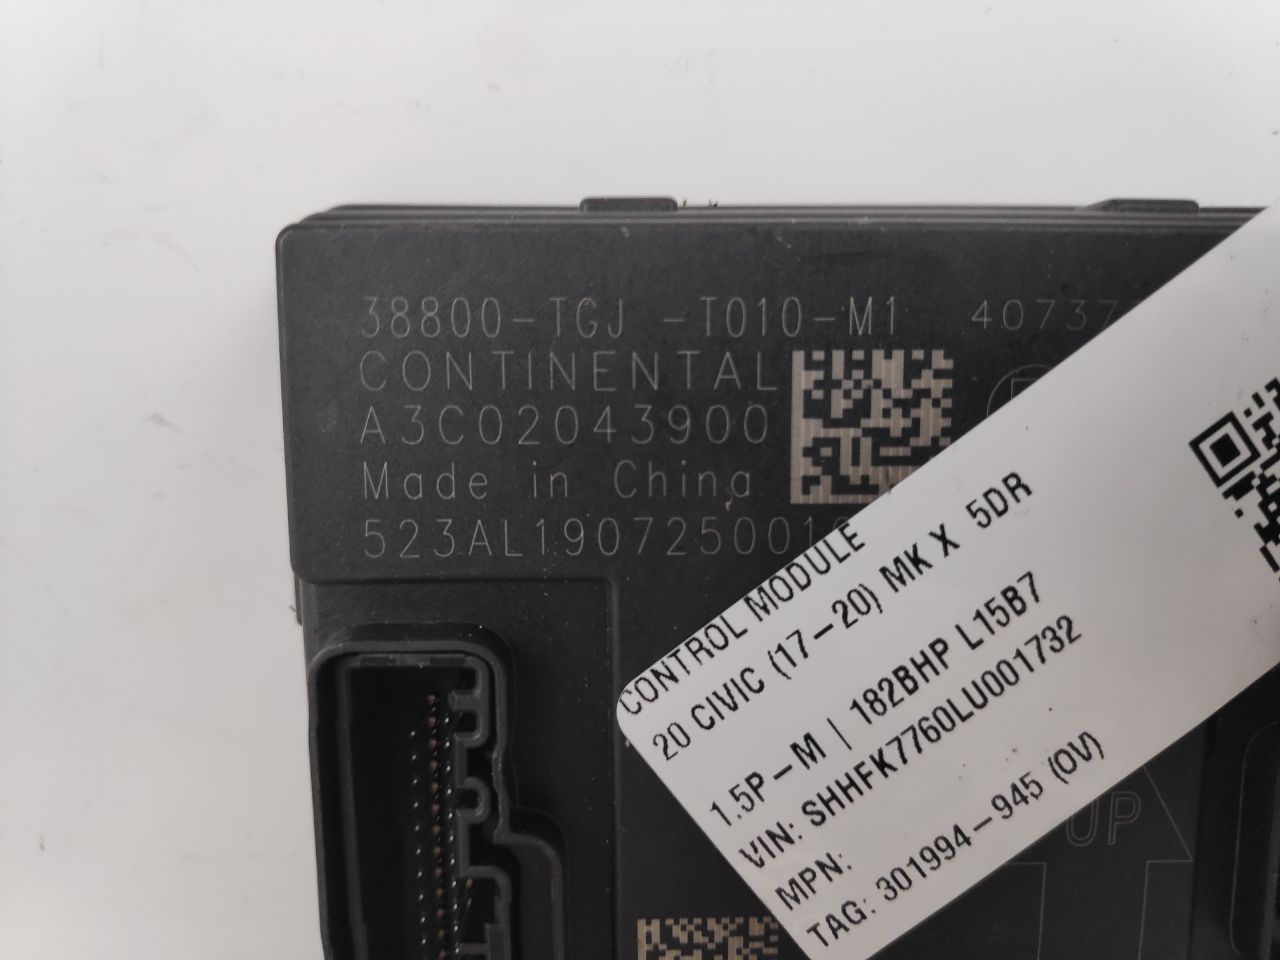 38800-TGJ -T010-M1 40737
CONTINENTAL
A3C02043900
Made in China
523AL190725001
CONTROL MODULE
20 CIVIC (17-20) MK X 5DR
1.5P-M | 182BHP L15B7
VIN: SHHFK7760LU001732
MPN:
TAG: 301994-945 (OV)
UP